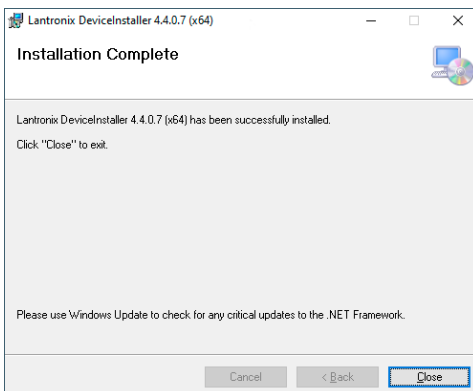 Lantronix DeviceInstaller 4.4.0.7 (x64)
Installation Complete
Lantronix DeviceInstaller 4.4.0.7 (x64) has been successfully installed.
Click "Close" to exit.
Please use Windows Update to check for any critical updates to the .NET Framework.
Cancel
< Back
Close